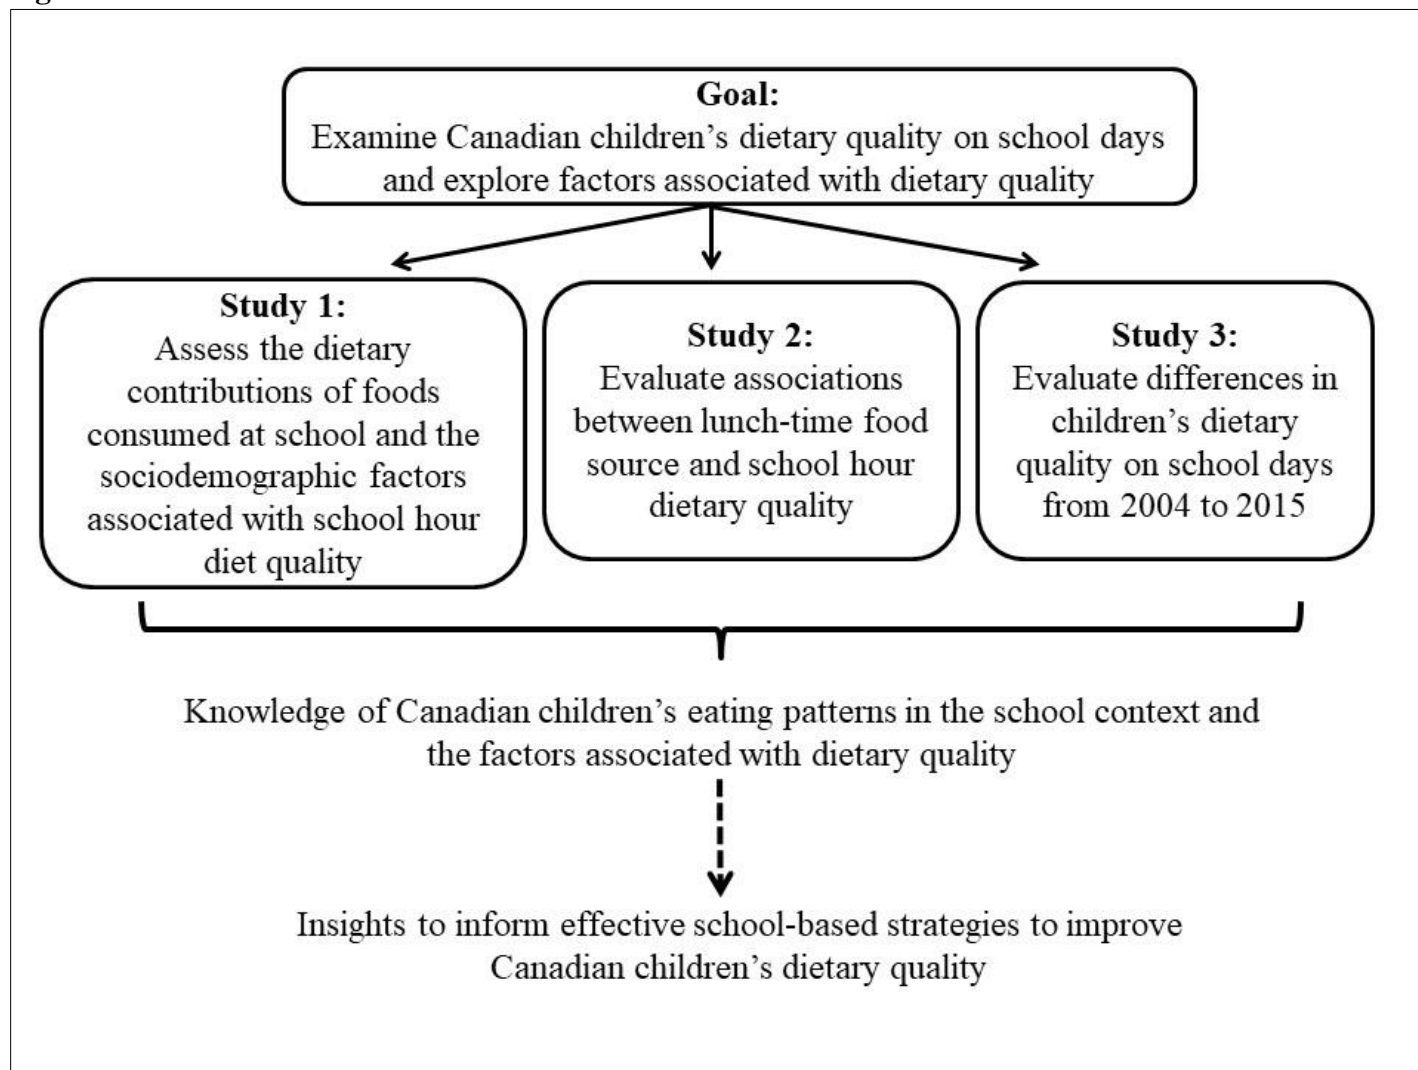 Goal:
Examine Canadian children’s dietary quality on school days
and explore factors associated with dietary quality
Study 1:
Assess the dietary
contributions of foods
consumed at school and the
sociodemographic factors
associated with school hour
diet quality
Study 2:
Evaluate associations
between lunch-time food
source and school hour
dietary quality
Study 3:
Evaluate differences in
children’s dietary
quality on school days
from 2004 to 2015
Knowledge of Canadian children’s eating patterns in the school context and
the factors associated with dietary quality
Insights to inform effective school-based strategies to improve
Canadian children’s dietary quality